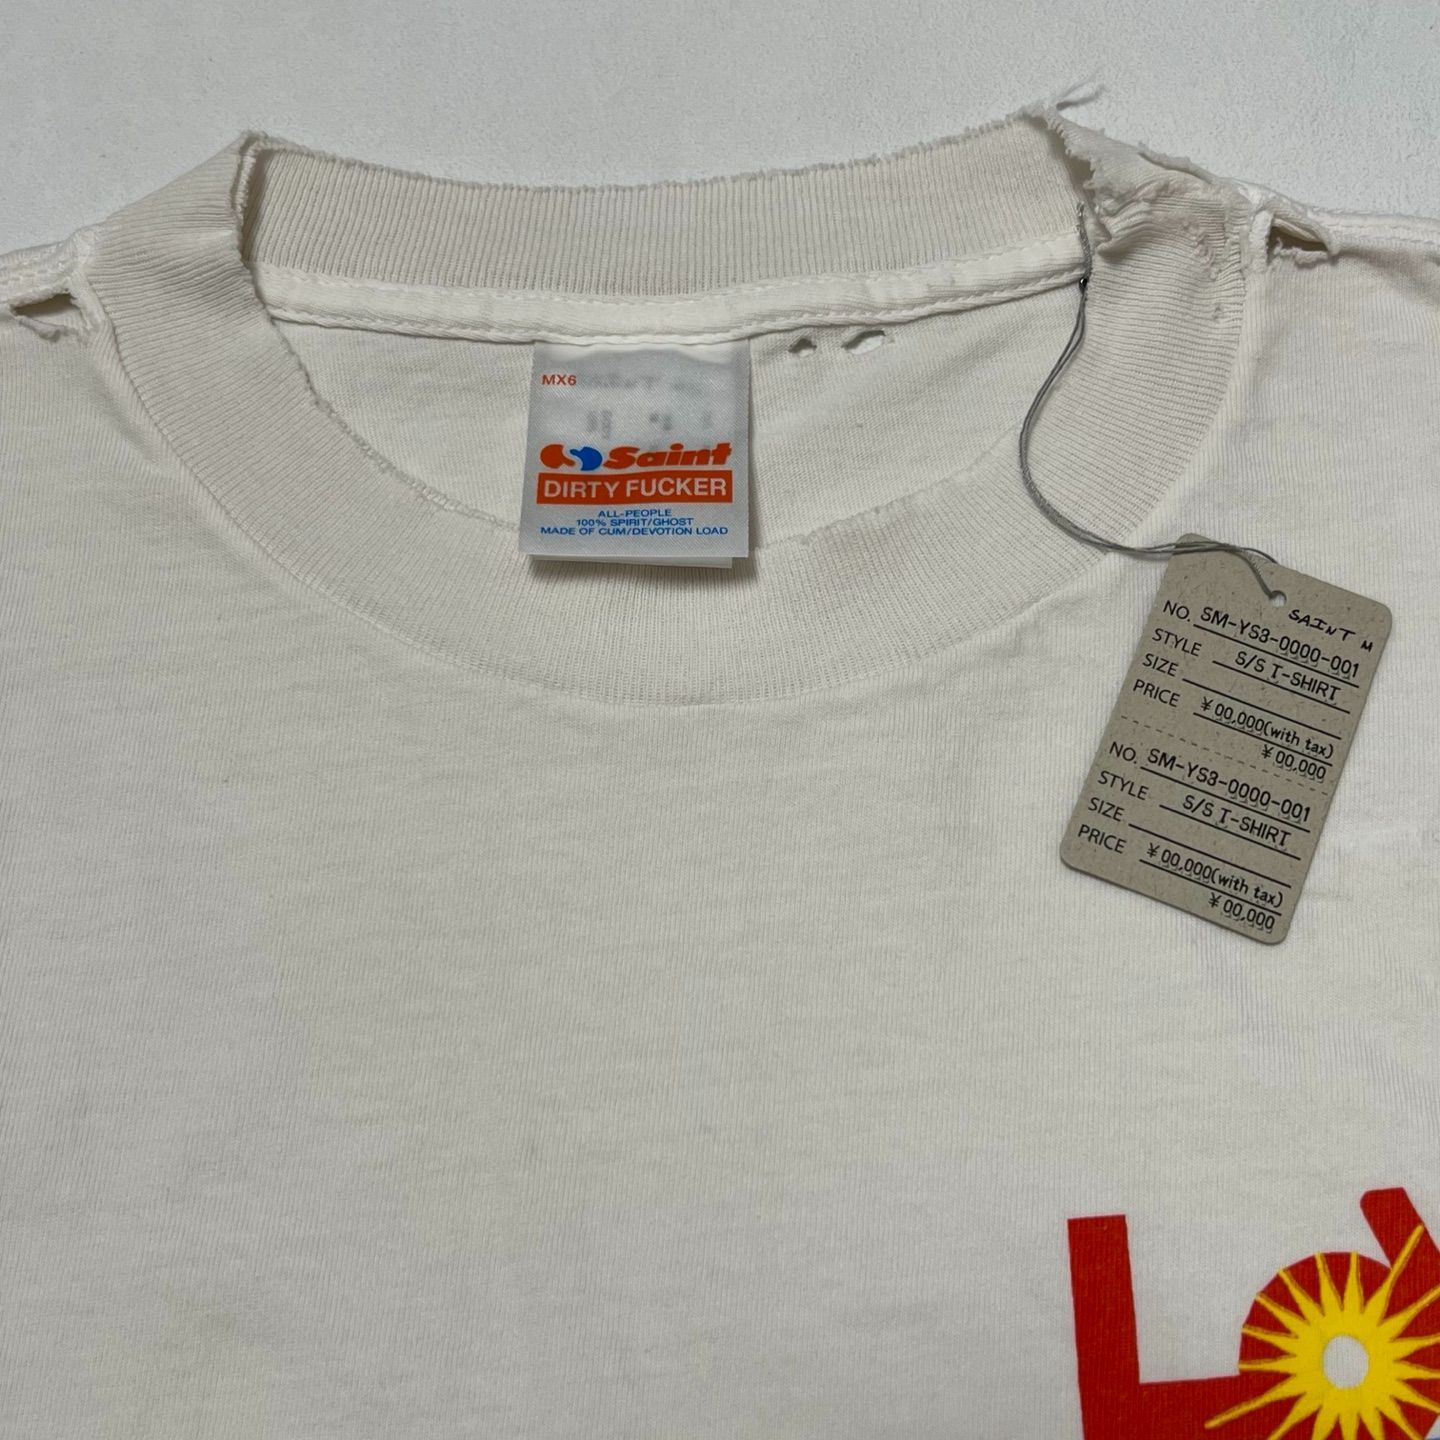 MX6
Saint
DIRTY FUCKER
ALL-PEOPLE
100% SPIRIT/GHOST
MADE OF CUM/DEVOTION LOAD
SAINT M
NO. SM-YS3-0000-001
STYLE S/S T-SHIRT
SIZE
PRICE ¥00,000(with tax)
¥00,000
NO. SM-YS3-0000-001
STYLE S/S T-SHIRT
SIZE
PRICE ¥00,000(with tax)
¥00,000